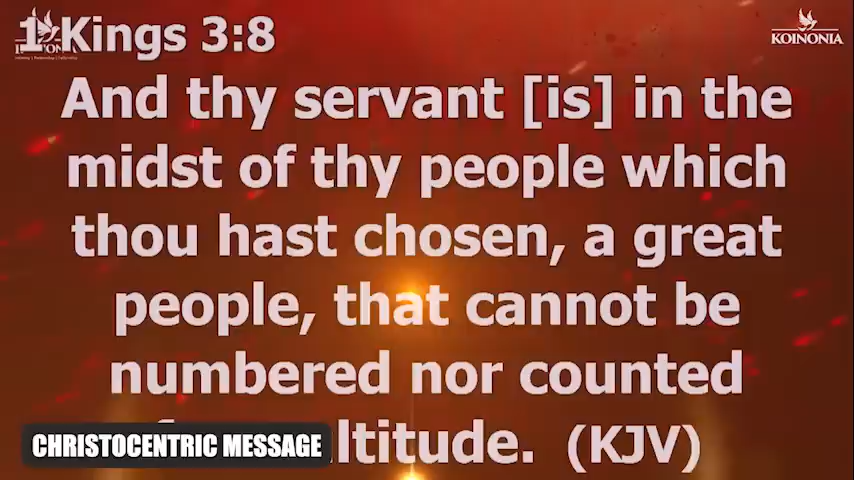 1 Kings 3:8
KOINONIA
And thy servant [is] in the
midst of thy people which
thou hast chosen, a great
people, that cannot be
numbered nor counted
ltitude. (KJV)
CHRISTOCENTRIC MESSAGE